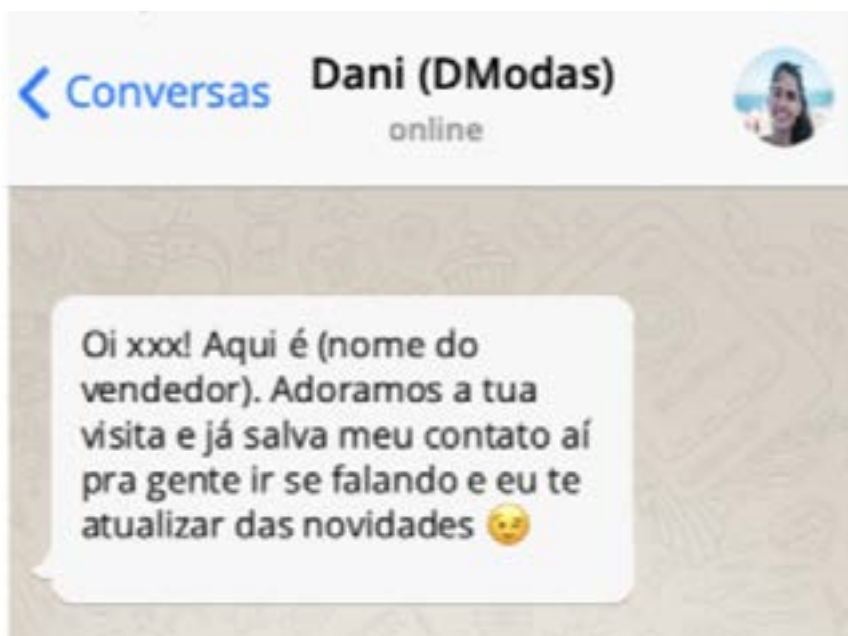 Conversas
Dani (DModas)
online
Oi xxx! Aqui é (nome do
vendedor). Adoramos a tua
visita e já salva meu contato aí
pra gente ir se falando e eu te
atualizar das novidades 😉